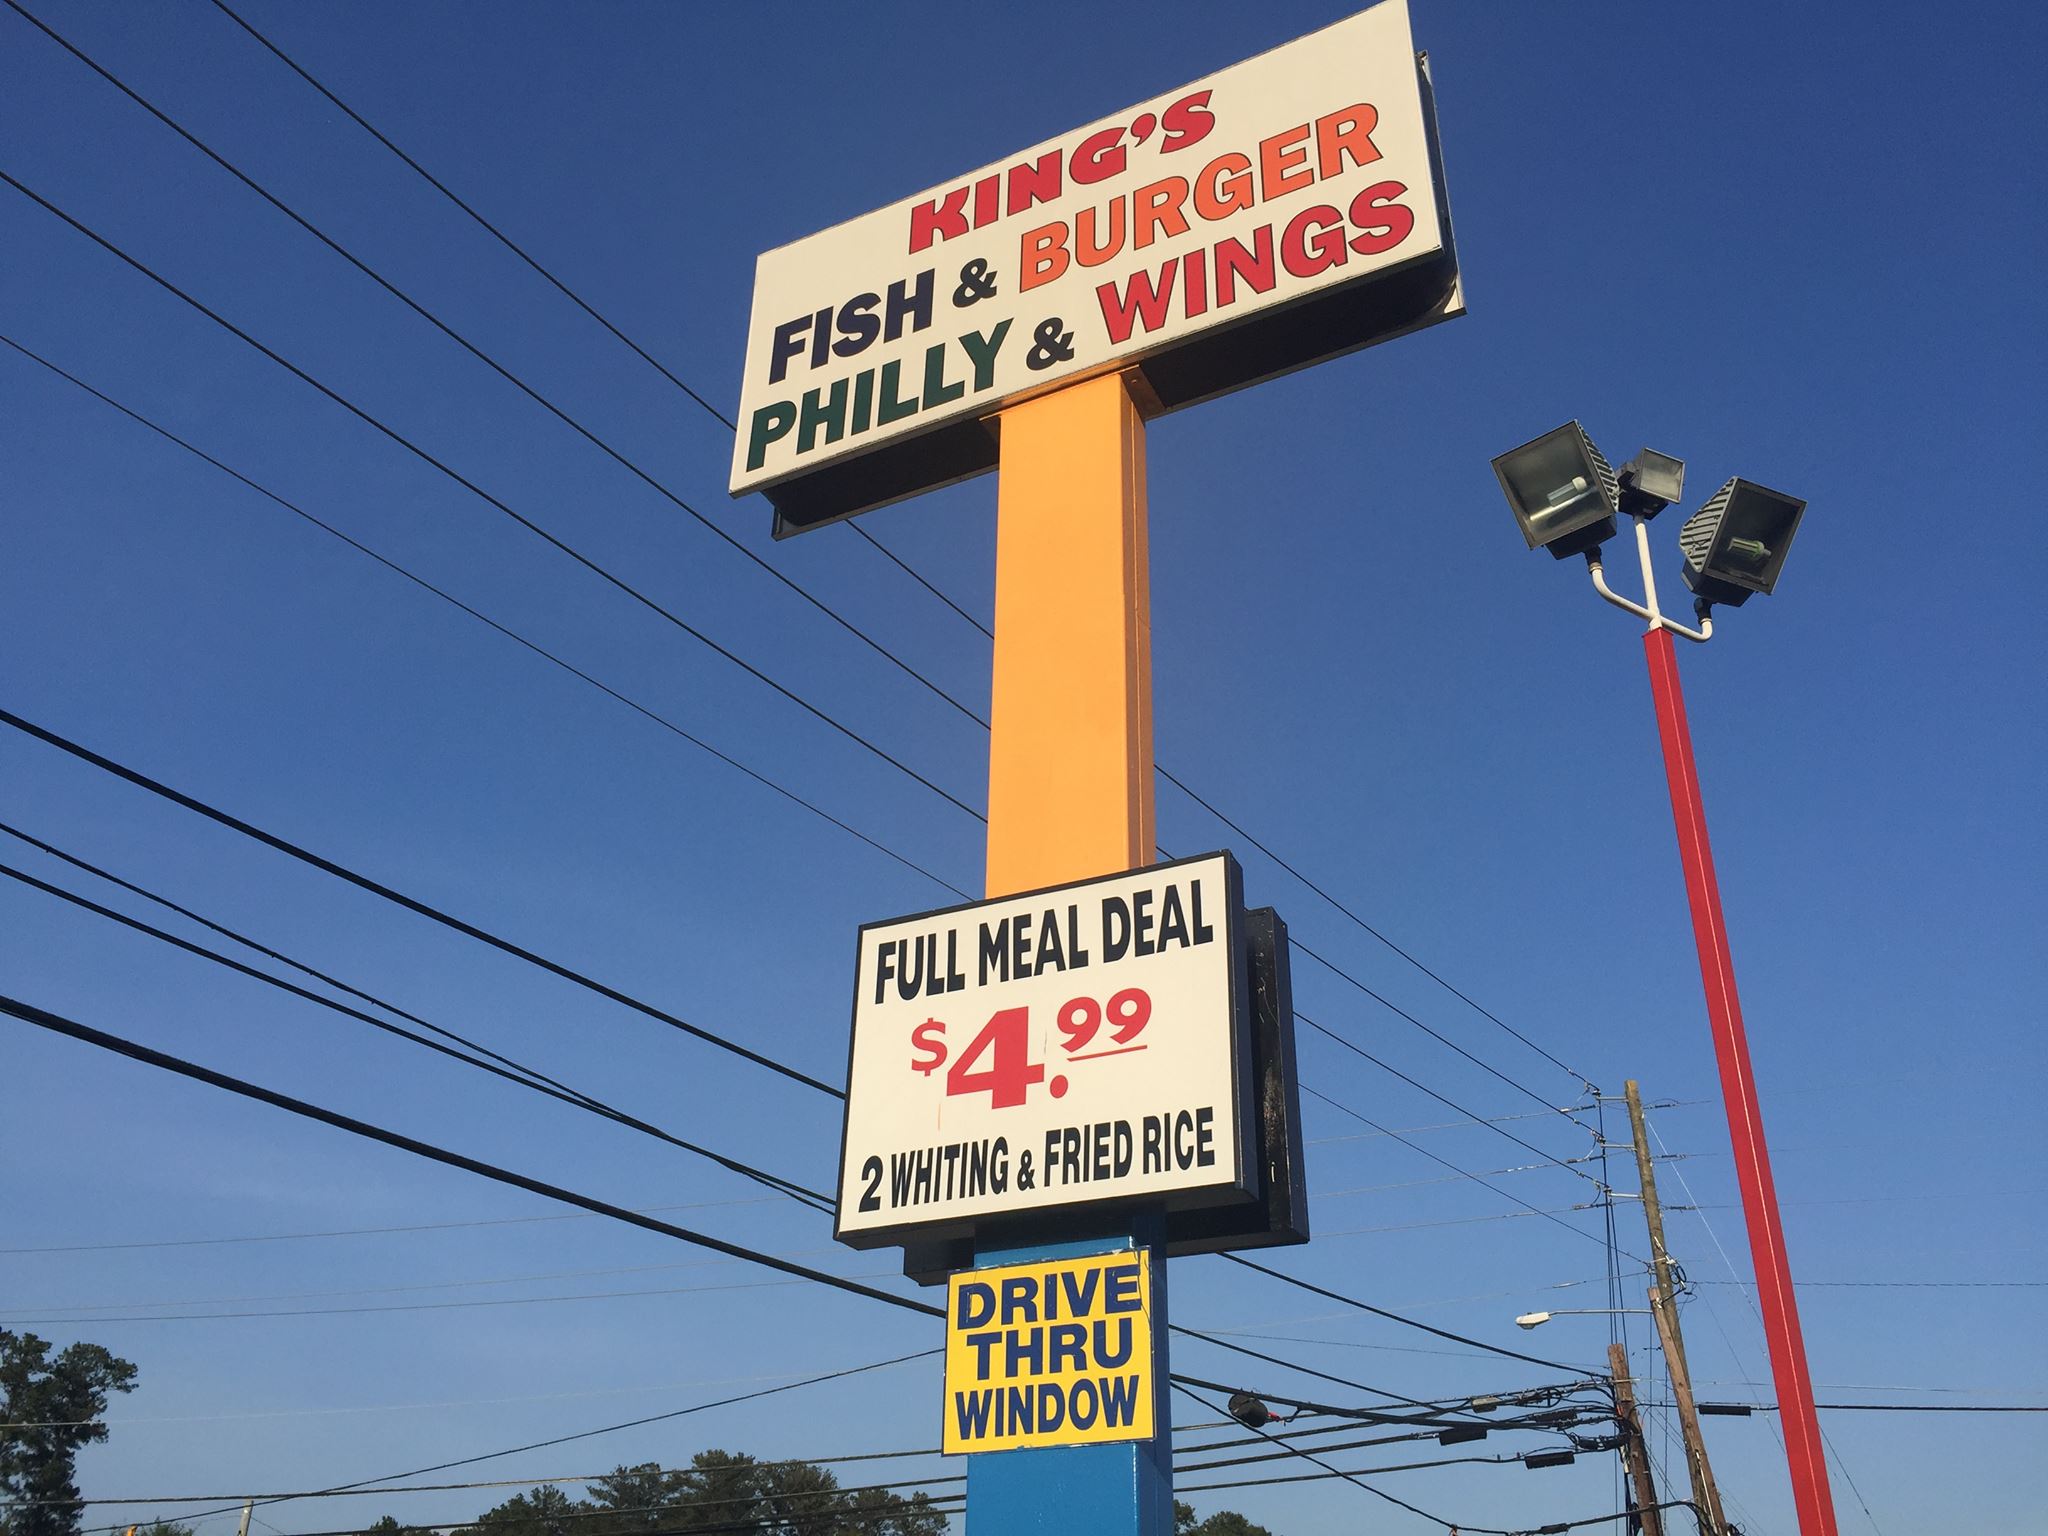 KING'S
FISH & BURGER
PHILLY & WINGS
FULL MEAL DEAL
$4.99
2 WHITING & FRIED RICE
DRIVE
THRU
WINDOW